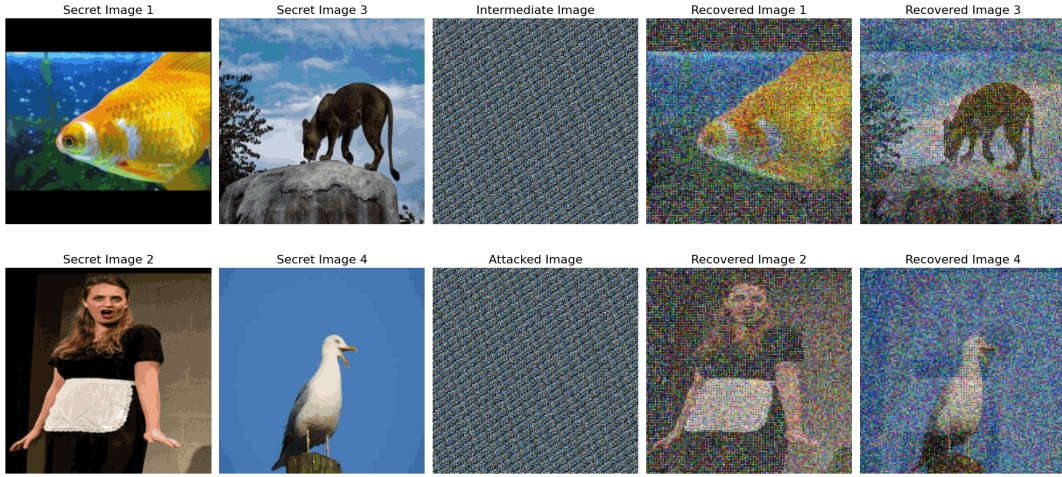 Secret Image 1
Secret Image 3
Intermediate Image
Recovered Image 1
Recovered Image 3
Secret Image 2
Secret Image 4
Attacked Image
Recovered Image 2
Recovered Image 4